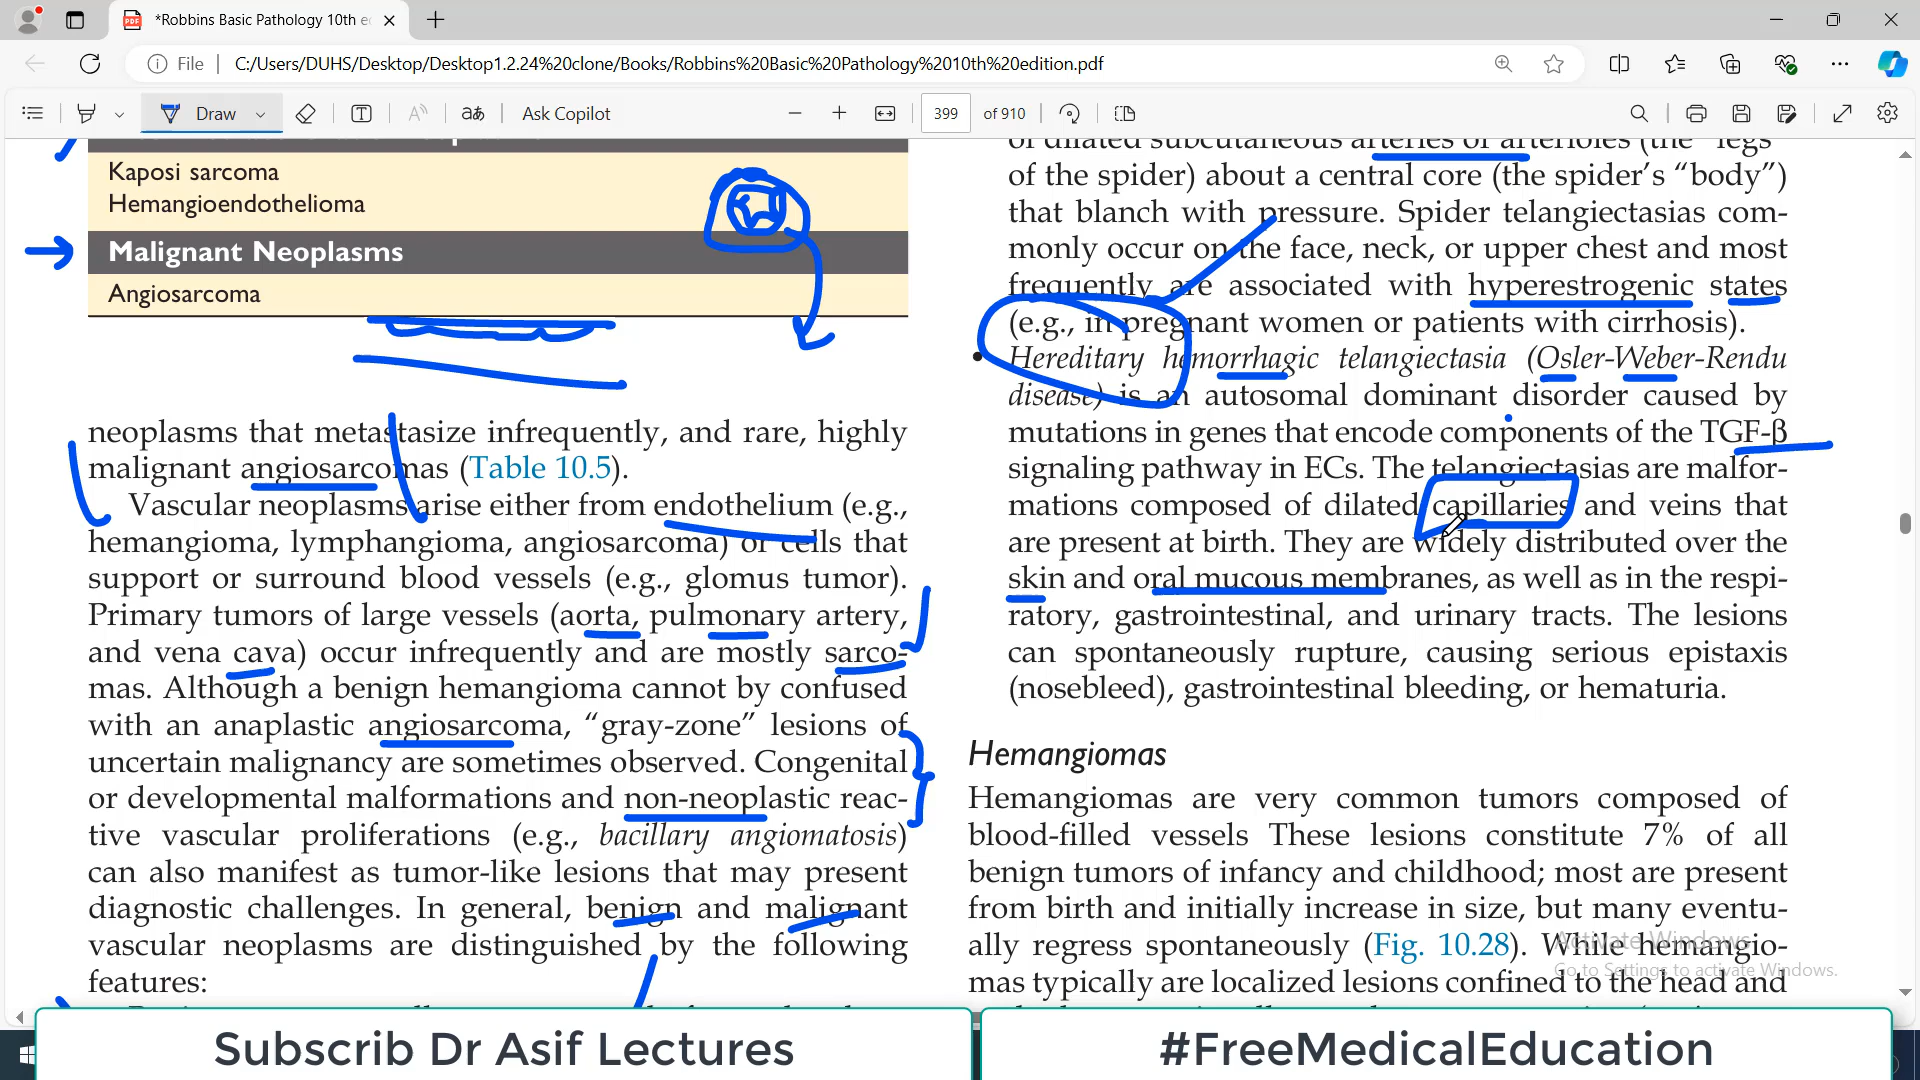 *Robbins Basic Pathology 10th e
File
C:/Users/DUHS/Desktop/Desktop1.2.24%20clone/Books/Robbins%20Basic%20Pathology%2010th%20edition.pdf
Draw
Ask Copilot
399
of 910
Kaposi sarcoma
Hemangioendothelioma
Malignant Neoplasms
Angiosarcoma
neoplasms that metastasize infrequently, and rare, highly
malignant angiosarcomas (Table 10.5).
Vascular neoplasms arise either from endothelium (e.g.,
hemangioma, lymphangioma, angiosarcoma) or cells that
support or surround blood vessels (e.g., glomus tumor).
Primary tumors of large vessels (aorta, pulmonary artery,
and vena cava) occur infrequently and are mostly sarco-
mas. Although a benign hemangioma cannot by confused
with an anaplastic angiosarcoma, “gray-zone” lesions of
uncertain malignancy are sometimes observed. Congenital
or developmental malformations and non-neoplastic reac-
tive vascular proliferations (e.g., bacillary angiomatosis)
can also manifest as tumor-like lesions that may present
diagnostic challenges. In general, benign and malignant
vascular neoplasms are distinguished by the following
features:
of dilated subcutaneous arteries or arterioles (the “legs”
of the spider) about a central core (the spider’s “body”)
that blanch with pressure. Spider telangiectasias com-
monly occur on the face, neck, or upper chest and most
frequently are associated with hyperestrogenic states
(e.g., in pregnant women or patients with cirrhosis).
• Hereditary hemorrhagic telangiectasia (Osler-Weber-Rendu
disease) is an autosomal dominant disorder caused by
mutations in genes that encode components of the TGF-β
signaling pathway in ECs. The telangiectasias are malfor-
mations composed of dilated capillaries and veins that
are present at birth. They are widely distributed over the
skin and oral mucous membranes, as well as in the respi-
ratory, gastrointestinal, and urinary tracts. The lesions
can spontaneously rupture, causing serious epistaxis
(nosebleed), gastrointestinal bleeding, or hematuria.
Hemangiomas
Hemangiomas are very common tumors composed of
blood-filled vessels These lesions constitute 7% of all
benign tumors of infancy and childhood; most are present
from birth and initially increase in size, but many eventu-
ally regress spontaneously (Fig. 10.28). While hemangio-
mas typically are localized lesions confined to the head and
Activate Windows
Go to Settings to activate Windows.
Subscrib Dr Asif Lectures
#FreeMedicalEducation